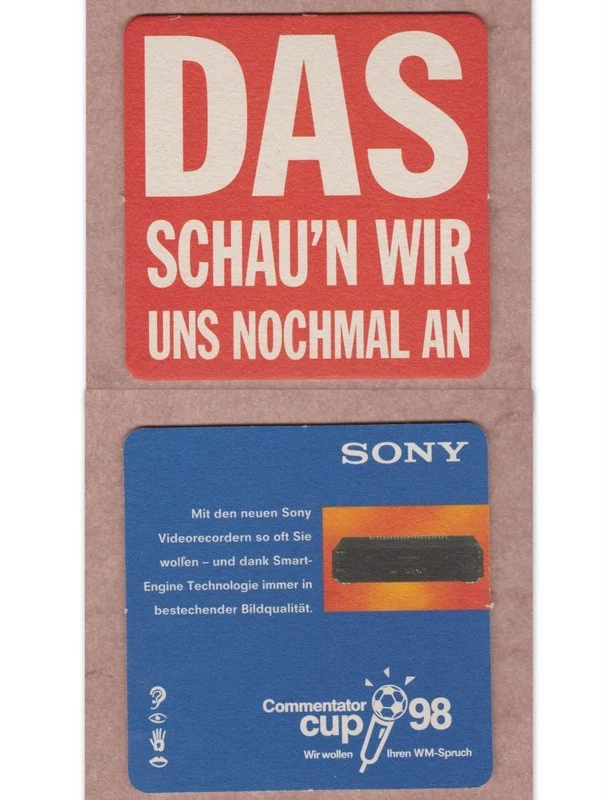 DAS
SCHAU'N WIR
UNS NOCHMAL AN
SONY
Mit den neuen Sony
Videorecordern so oft Sie
wollen – und dank Smart-
Engine Technologie immer in
bestechender Bildqualität.
Commentator
cup 98
Wir wollen Ihren WM-Spruch